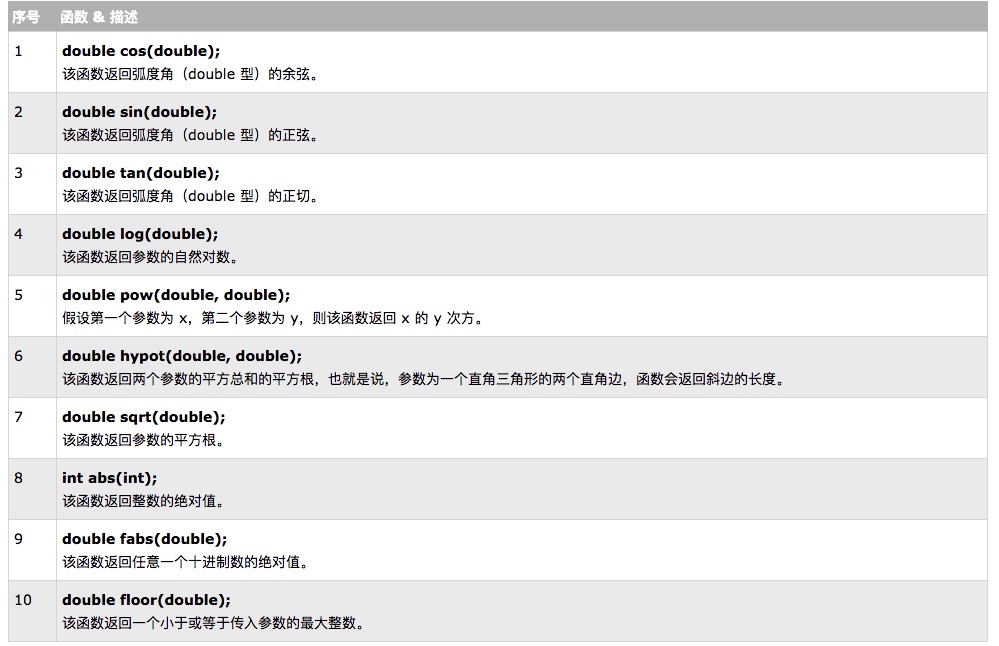 序号 函数 & 描述
1 double cos(double);
该函数返回弧度角（double 型）的余弦。
2 double sin(double);
该函数返回弧度角（double 型）的正弦。
3 double tan(double);
该函数返回弧度角（double 型）的正切。
4 double log(double);
该函数返回参数的自然对数。
5 double pow(double, double);
假设第一个参数为 x，第二个参数为 y，则该函数返回 x 的 y 次方。
6 double hypot(double, double);
该函数返回两个参数的平方总和的平方根，也就是说，参数为一个直角三角形的两个直角边，函数会返回斜边的长度。
7 double sqrt(double);
该函数返回参数的平方根。
8 int abs(int);
该函数返回整数的绝对值。
9 double fabs(double);
该函数返回任意一个十进制数的绝对值。
10 double floor(double);
该函数返回一个小于或等于传入参数的最大整数。